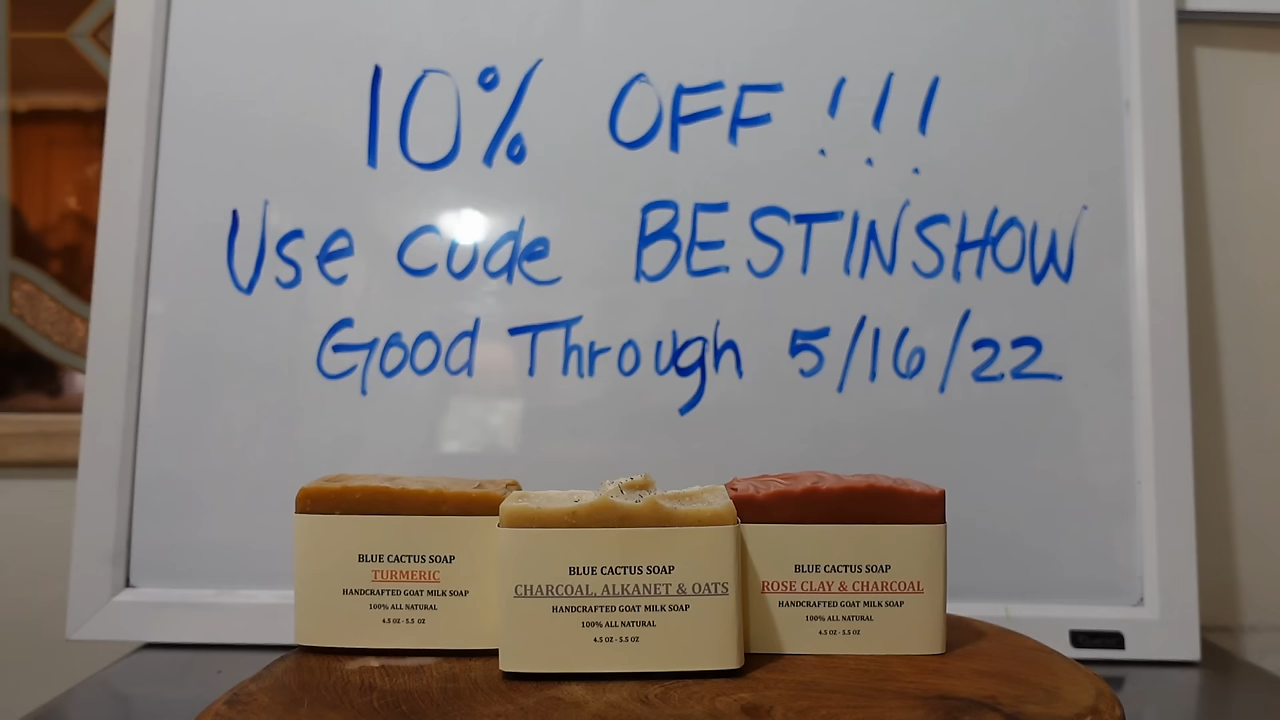 10% OFF !!!
Use code BESTINSHOW
Good Through 5/16/22
BLUE CACTUS SOAP
TURMERIC
HANDCRAFTED GOAT MILK SOAP
100% ALL NATURAL
4.5 OZ - 5.5 OZ
BLUE CACTUS SOAP
CHARCOAL, ALKANET & OATS
HANDCRAFTED GOAT MILK SOAP
100% ALL NATURAL
4.5 OZ - 5.5 OZ
BLUE CACTUS SOAP
ROSE CLAY & CHARCOAL
HANDCRAFTED GOAT MILK SOAP
100% ALL NATURAL
4.5 OZ - 5.5 OZ